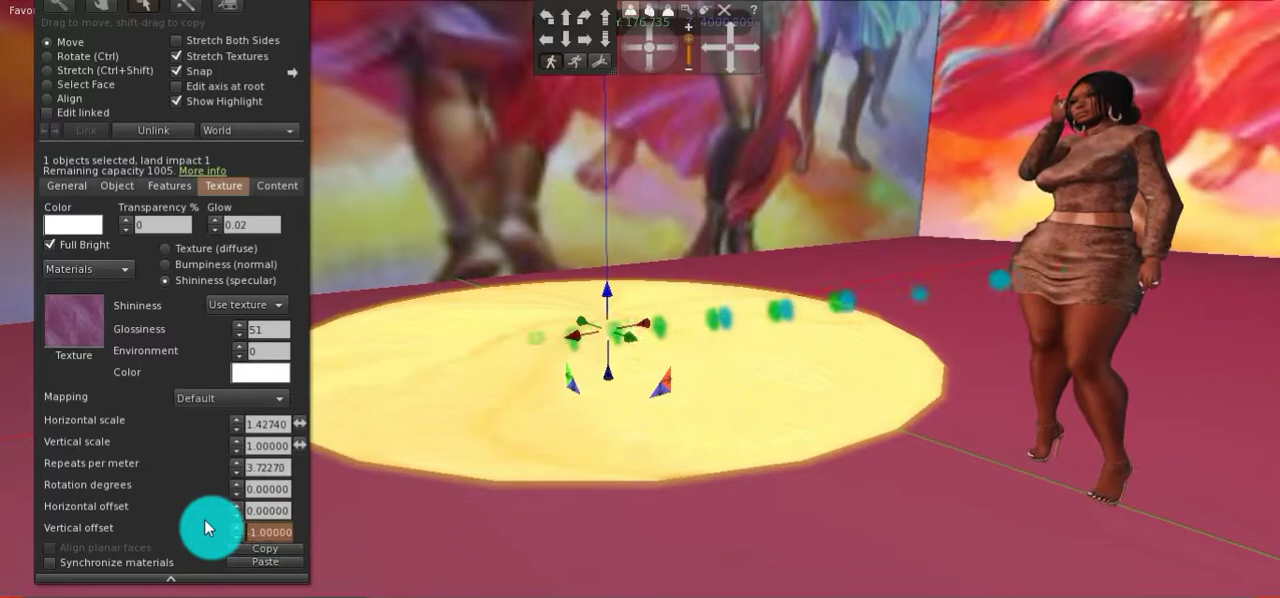 Favo
Drag to move, shift-drag to copy
Move
Rotate (Ctrl)
Stretch (Ctrl+Shift)
Select Face
Align
Edit linked
Stretch Both Sides
Stretch Textures
Snap
Edit axis at root
Show Highlight
Link
Unlink
World
1 objects selected, land impact 1
Remaining capacity 1005. More info
General Object Features Texture Content
Color Transparency % Glow
0 0.02
Full Bright
Materials
Texture (diffuse)
Bumpiness (normal)
Shininess (specular)
Texture
Shininess Use texture
Glossiness 51
Environment 0
Color
Mapping Default
Horizontal scale 1.42740
Vertical scale 1.00000
Repeats per meter 3.72270
Rotation degrees 0.00000
Horizontal offset 0.00000
Vertical offset -1.00000
Align planar faces Copy
Synchronize materials Paste
Y 176.735
?